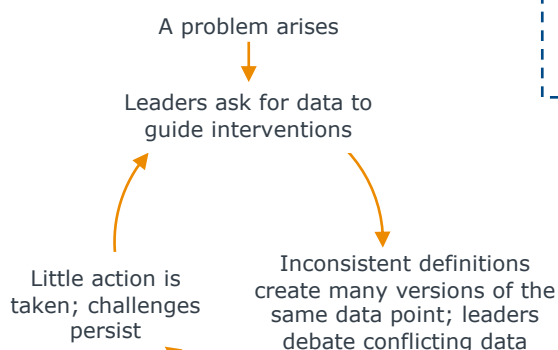 A problem arises
Leaders ask for data to
guide interventions
Inconsistent definitions
create many versions of the
same data point; leaders
debate conflicting data
Little action is
taken; challenges
persist